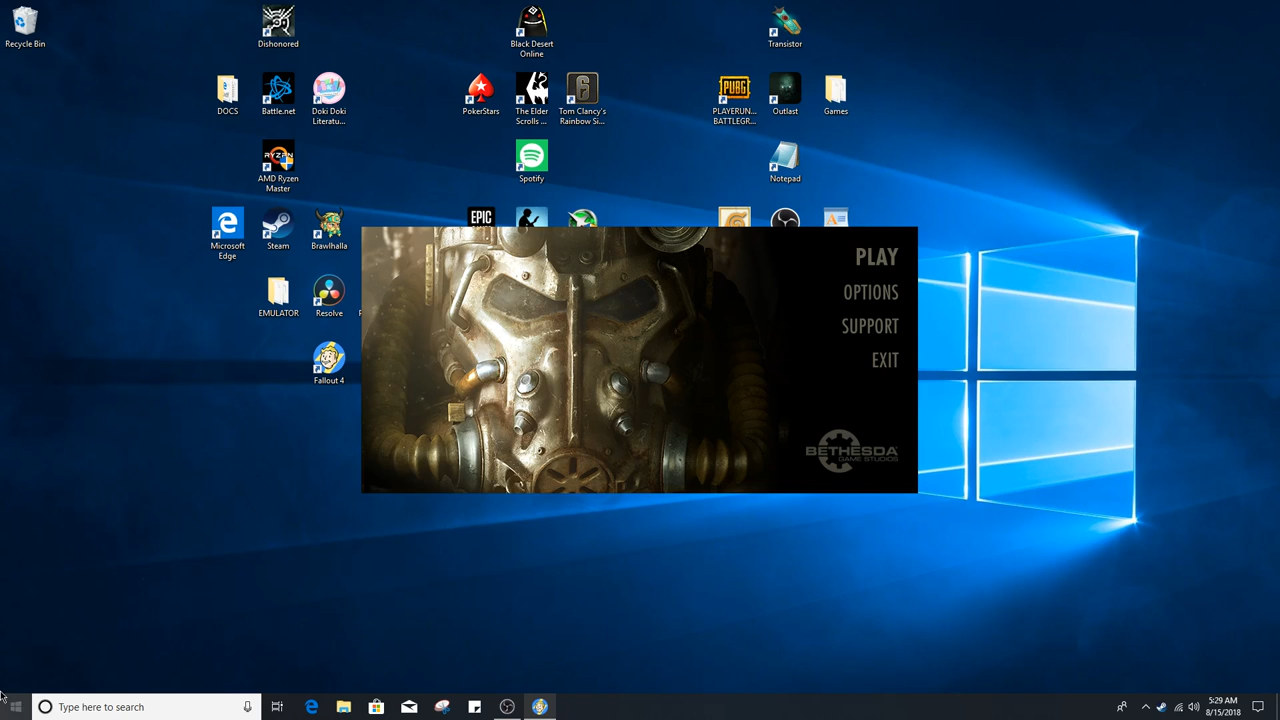 Recycle Bin
Dishonored
Black Desert
Online
Transistor
DOCS
Battle.net
Doki Doki
Literatu...
PokerStars
The Elder
Scrolls ...
Tom Clancy's
Rainbow Si...
PUBG
PLAYERUN...
BATTLEGR...
Outlast
Games
RYZEN
AMD Ryzen
Master
Spotify
Notepad
Microsoft
Edge
Steam
Brawlhalla
EPIC
EMULATOR
Resolve
Fallout 4
PLAY
OPTIONS
SUPPORT
EXIT
BETHESDA
GAME STUDIOS
Type here to search
5:29 AM
8/15/2018